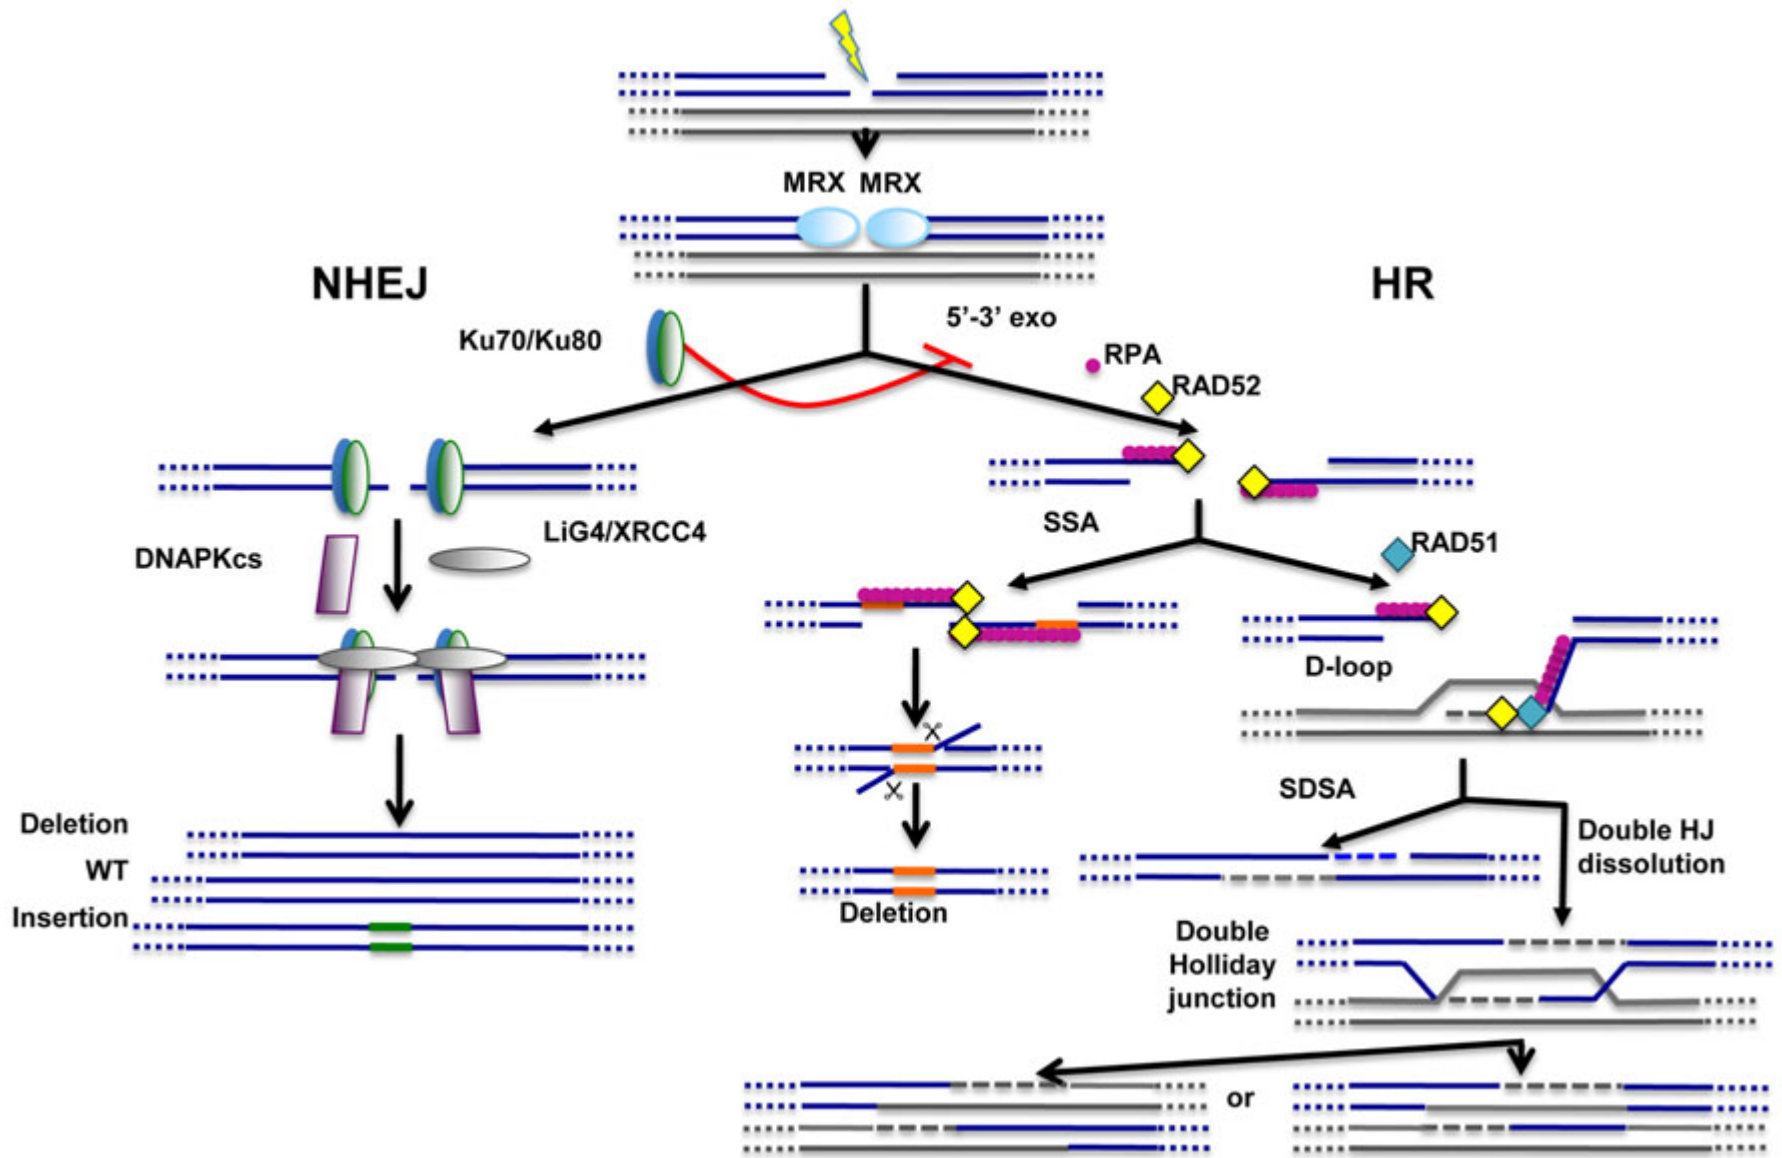 MRX MRX
NHEJ
HR
5'-3' exo
Ku70/Ku80
RPA
RAD52
LiG4/XRCC4
SSA
DNAPKcs
RAD51
D-loop
SDSA
Deletion
WT
Insertion
Double HJ
dissolution
Deletion
Double
Holliday
junction
or